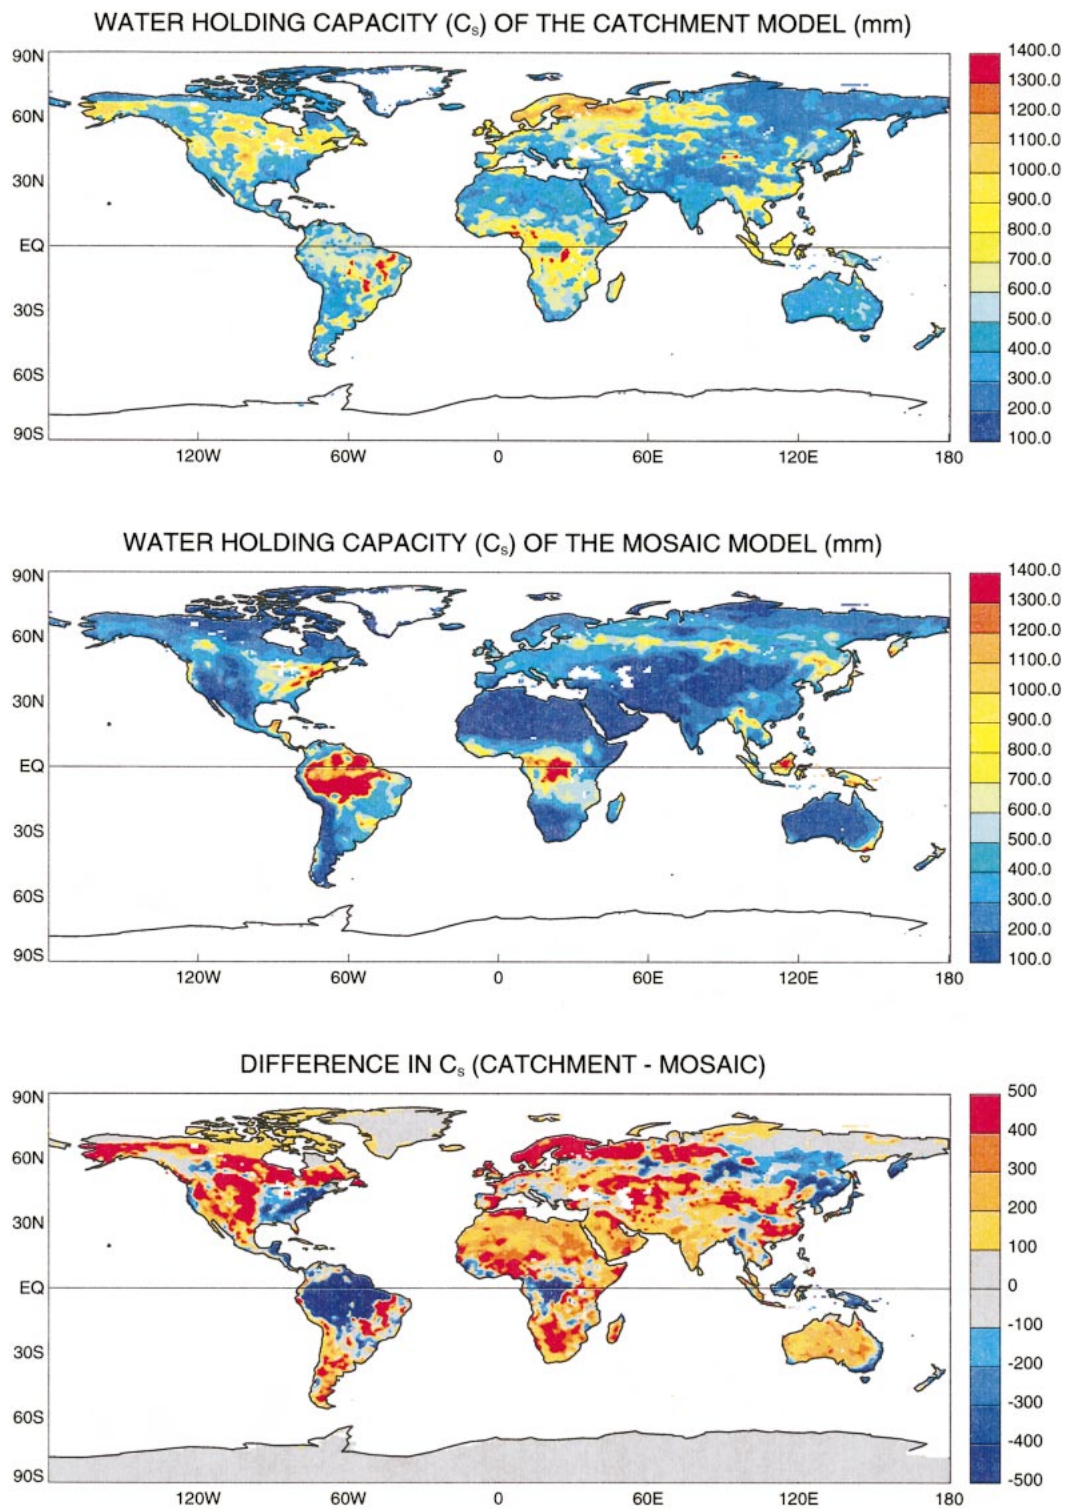 WATER HOLDING CAPACITY (Cs) OF THE CATCHMENT MODEL (mm)
90N
60N
30N
EQ
30S
60S
90S
120W 60W 0 60E 120E 180
1400.0
1300.0
1200.0
1100.0
1000.0
900.0
800.0
700.0
600.0
500.0
400.0
300.0
200.0
100.0
WATER HOLDING CAPACITY (Cs) OF THE MOSAIC MODEL (mm)
90N
60N
30N
EQ
30S
60S
90S
120W 60W 0 60E 120E 180
1400.0
1300.0
1200.0
1100.0
1000.0
900.0
800.0
700.0
600.0
500.0
400.0
300.0
200.0
100.0
DIFFERENCE IN Cs (CATCHMENT - MOSAIC)
90N
60N
30N
EQ
30S
60S
90S
120W 60W 0 60E 120E 180
500
400
300
200
100
0
-100
-200
-300
-400
-500